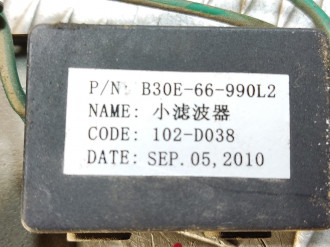 P/N: B30E-66-990L2
NAME: 小滤波器
CODE: 102-D038
DATE: SEP.05,2010